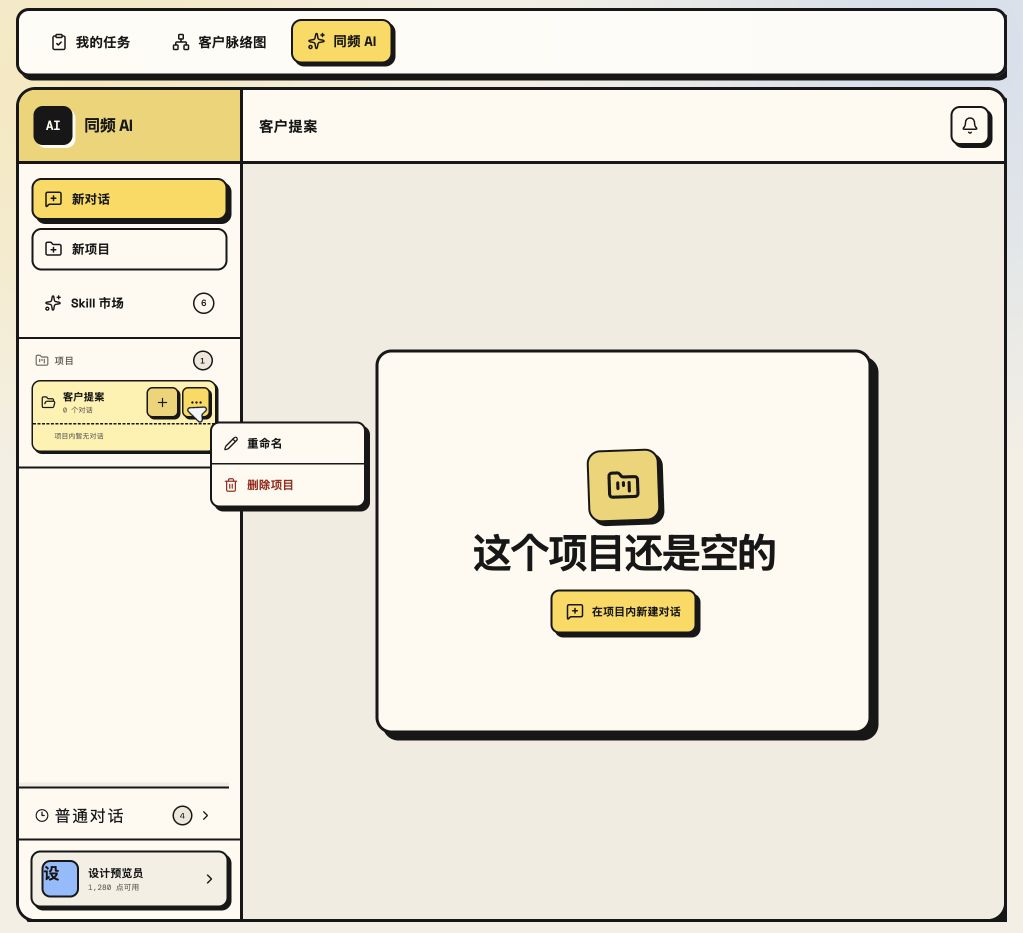 我的任务
客户脉络图
同频 AI
AI
同频 AI
客户提案
新对话
新项目
Skill 市场
6
项目
1
客户提案
0 个对话
项目内暂无对话
重命名
删除项目
这个项目还是空的
在项目内新建对话
普通对话
4
设
设计预览员
1,280 点可用